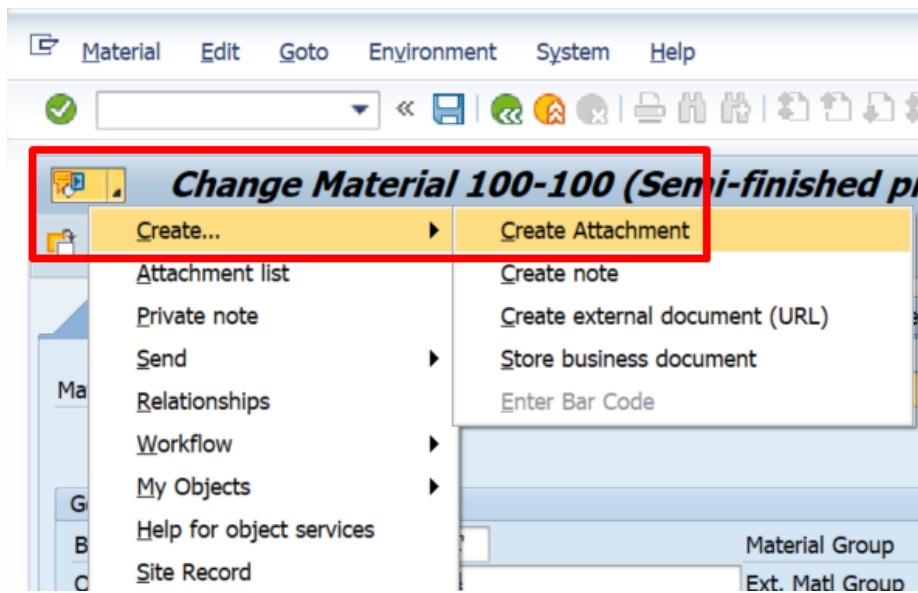 Material Edit Goto Environment System Help
Change Material 100-100 (Semi-finished
Create... Create Attachment
Attachment list Create note
Private note Create external document (URL)
Send Store business document
Relationships Enter Bar Code
Workflow
My Objects
Help for object services
Material Group
Site Record
Ext. Matl Group